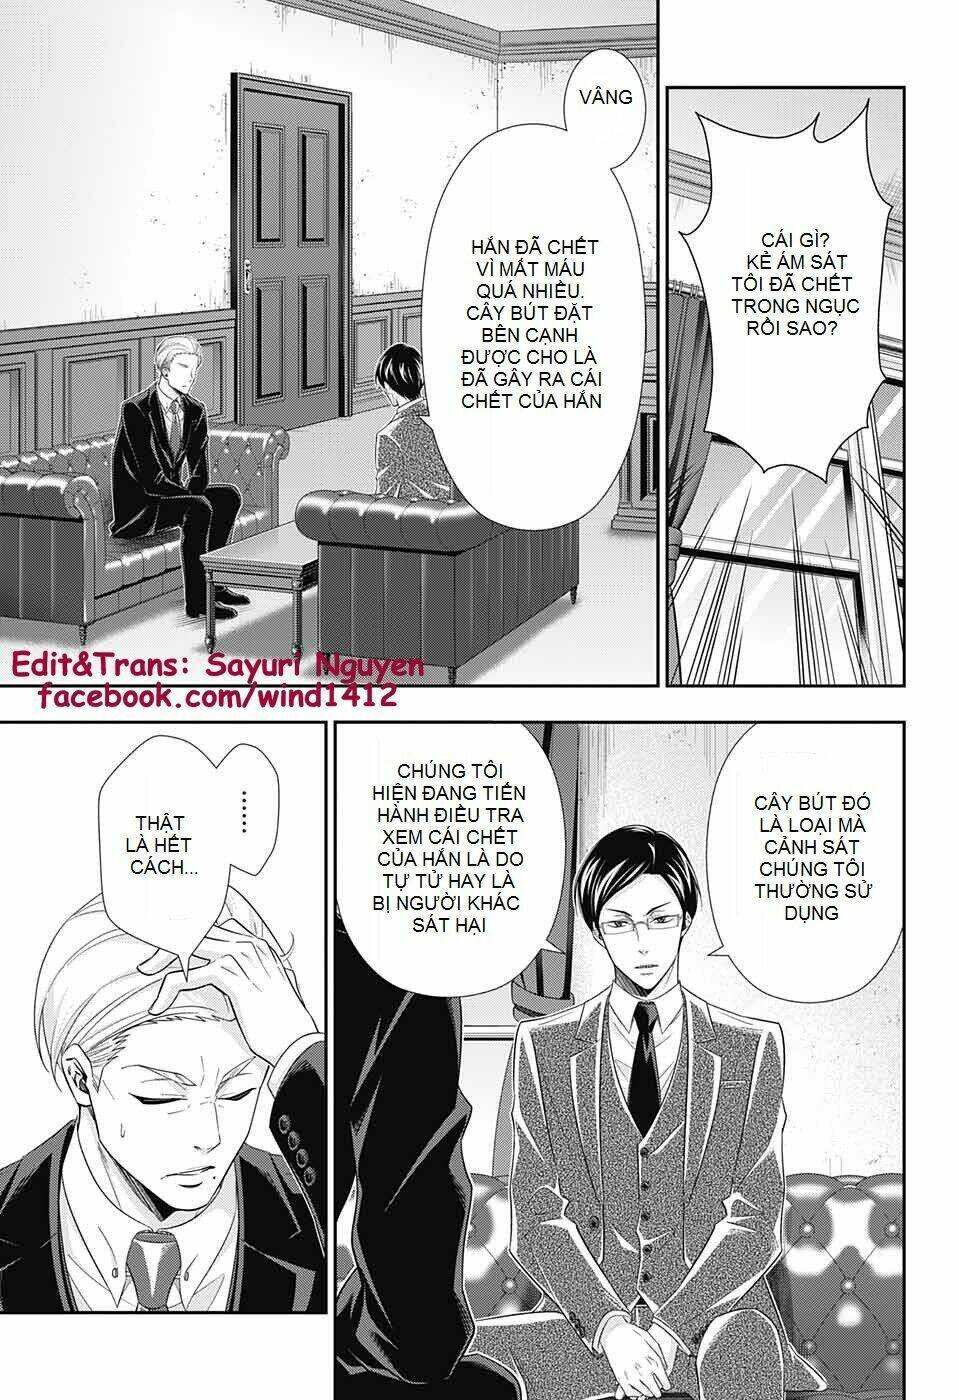 CÁI GÌ?
KẺ ÁM SÁT
TÔI ĐÃ CHẾT
TRONG NGỤC
RỒI SAO?
VÂNG
HẮN ĐÃ CHẾT
VÌ MẤT MÁU
QUÁ NHIỀU.
CÂY BÚT ĐẶT
BÊN CẠNH
ĐƯỢC CHO LÀ
ĐÃ GÂY RA CÁI
CHẾT CỦA HẮN
Edit&Trans: Sayuri Nguyen
facebook.com/wind1412
CÂY BÚT ĐÓ
LÀ LOẠI MÀ
CẢNH SÁT
CHÚNG TÔI
THƯỜNG SỬ
DỤNG
CHÚNG TÔI
HIỆN ĐANG TIẾN
HÀNH ĐIỀU TRA
XEM CÁI CHẾT
CỦA HẮN LÀ DO
TỰ TỬ HAY LÀ
BỊ NGƯỜI KHÁC
SÁT HẠI
......
THẬT
LÀ HẾT
CÁCH...